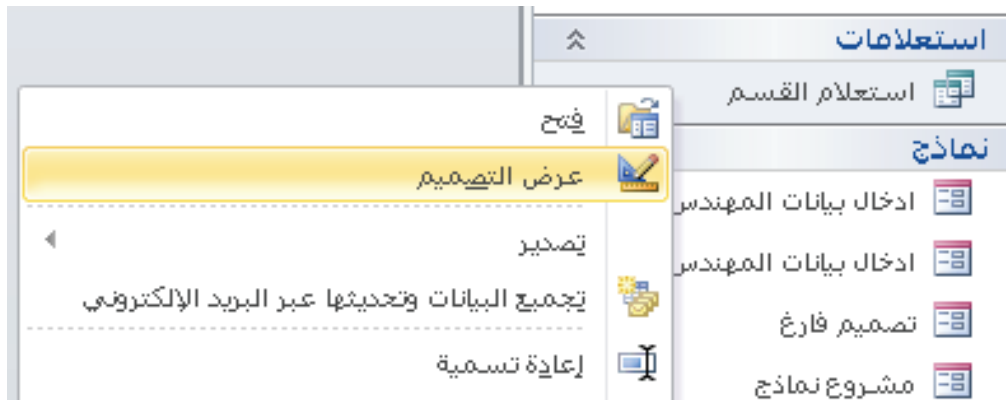 استعلامات
استعلام القسم
نماذج
ادخال بيانات المهندس
ادخال بيانات المهندس
تصميم فارغ
مشروع نماذج
فتح
عرض التصميم
تصدير
تجميع البيانات وتحديثها عبر البريد الإلكتروني
إعادة تسمية